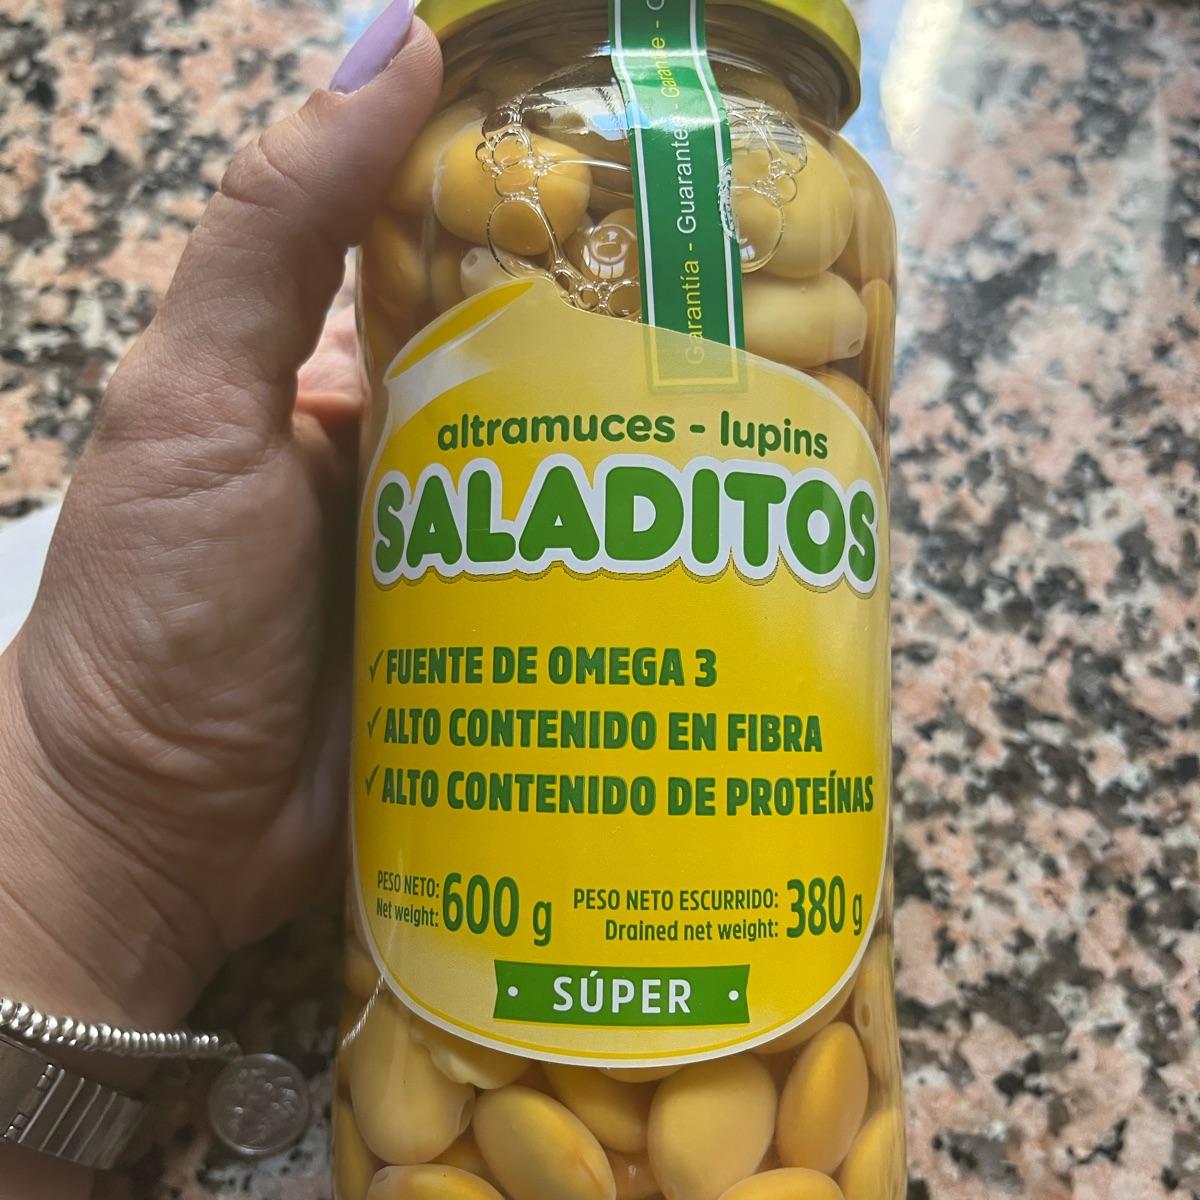 Garantía - Guarantee - Garantie - G
altramuces - lupins
SALADITOS
✓FUENTE DE OMEGA 3
✓ALTO CONTENIDO EN FIBRA
✓ALTO CONTENIDO DE PROTEÍNAS
PESO NETO: 600 g
Net weight:
PESO NETO ESCURRIDO: 380 g
Drained net weight:
· SÚPER ·